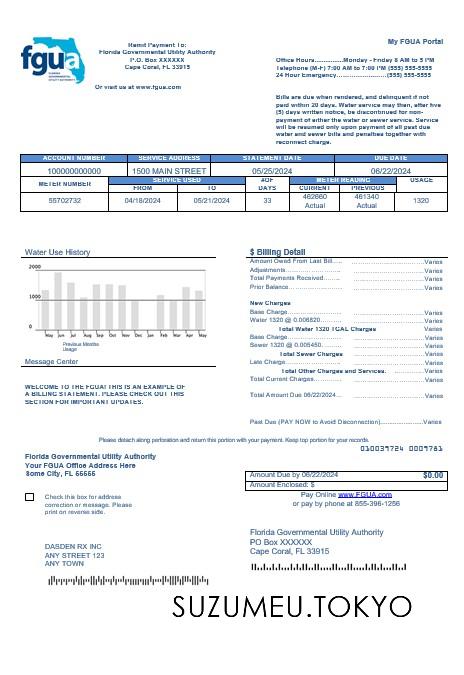 fgua
FLORIDA GOVERNMENTAL UTILITY AUTHORITY
Remit Payment To:
Florida Governmental Utility Authority
P.O. Box XXXXXX
Cape Coral, FL 33915
Or visit us at www.fgua.com
My FGUA Portal
Office Hours..............Monday - Friday 8 AM to 5 PM
Telephone (M-F) 7:00 AM to 7:00 PM (555) 555-5555
24 Hour Emergency..................(555) 555-5555
Bills are due when rendered, and delinquent if not
paid within 20 days. Water service may then, after five
(5) days written notice, be discontinued for non-
payment of either the water or sewer service. Service
will be resumed only upon payment of all past due
water and sewer bills and penalties together with
reconnect charge.
ACCOUNT NUMBER SERVICE ADDRESS STATEMENT DATE DUE DATE
100000000000 1500 MAIN STREET 05/25/2024 06/22/2024
METER NUMBER SERVICE USED #OF DAYS METER READING USAGE
FROM TO CURRENT PREVIOUS
55702732 04/18/2024 05/21/2024 33 462660 Actual 461340 Actual 1320
Water Use History
2000
1000
0
May Jun Jul Aug Sep Oct Nov Dec Jan Feb Mar Apr May
Previous Months
Usage
Message Center
WELCOME TO THE FGUA! THIS IS AN EXAMPLE OF
A BILLING STATEMENT. PLEASE CHECK OUT THIS
SECTION FOR IMPORTANT UPDATES.
$ Billing Detail
Amount Owed From Last Bill..... Varies
Adjustments Varies
Total Payments Received Varies
Prior Balance Varies
New Charges
Base Charge Varies
Water 1320 @ 0.006820 Varies
Total Water 1320 TGAL Charges Varies
Base Charge Varies
Sewer 1320 @ 0.005450 Varies
Total Sewer Charges Varies
Late Charge Varies
Total Other Charges and Services. Varies
Total Current Charges Varies
Total Amount Due 06/22/2024 Varies
Past Due (PAY NOW to Avoid Disconnection) Varies
Please detach along perforation and return this portion with your payment. Keep top portion for your records.
010039724 0009781
Florida Governmental Utility Authority
Your FGUA Office Address Here
Some City, FL 55555
Amount Due by 06/22/2024 $0.00
Amount Enclosed: $
Pay Online www.FGUA.com
or pay by phone at 855-396-1256
Check this box for address
correction or message. Please
print on reverse side.
Florida Governmental Utility Authority
PO Box XXXXXX
Cape Coral, FL 33915
DASDEN RX INC
ANY STREET 123
ANY TOWN
SUZUMEU.TOKYO